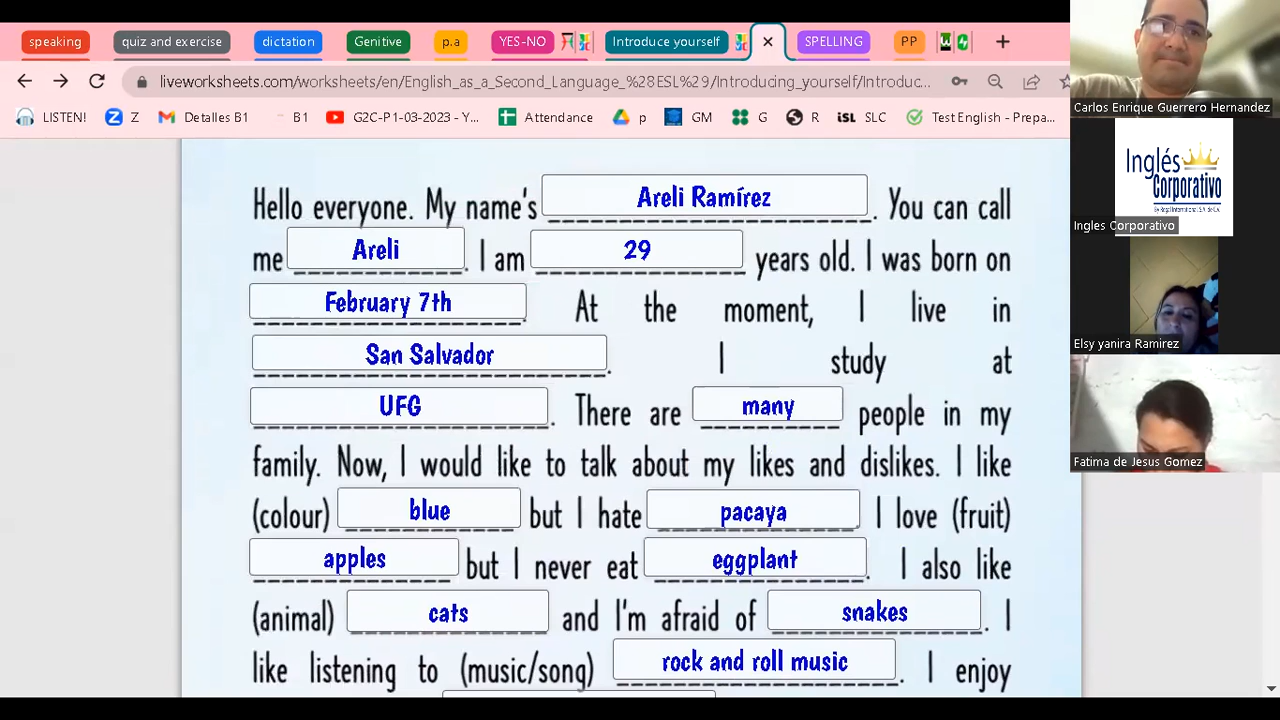 speaking
quiz and exercise
dictation
Genitive
p.a
YES-NO
Introduce yourself
SPELLING
PP
liveworksheets.com/worksheets/en/English_as_a_Second_Language_%28ESL%29/Introducing_yourself/Introduc...
LISTEN!
Z
Detalles B1
B1
G2C-P1-03-2023 - Y...
Attendance
p
GM
G
R
iSL SLC
Test English - Prepa...
Hello everyone. My name's Areli Ramírez. You can call
me Areli. I am 29 years old. I was born on
February 7th. At the moment, I live in
San Salvador. I study at
UFG. There are many people in my
family. Now, I would like to talk about my likes and dislikes. I like
(colour) blue but I hate pacaya. I love (fruit)
apples but I never eat eggplant. I also like
(animal) cats and I'm afraid of snakes. I
like listening to (music/song) rock and roll music. I enjoy
Carlos Enrique Guerrero Hernandez
Inglés
Corporativo
By Regal International, S.A. de C.V.
Ingles Corporativo
Elsy yanira Ramirez
Fatima de Jesus Gomez